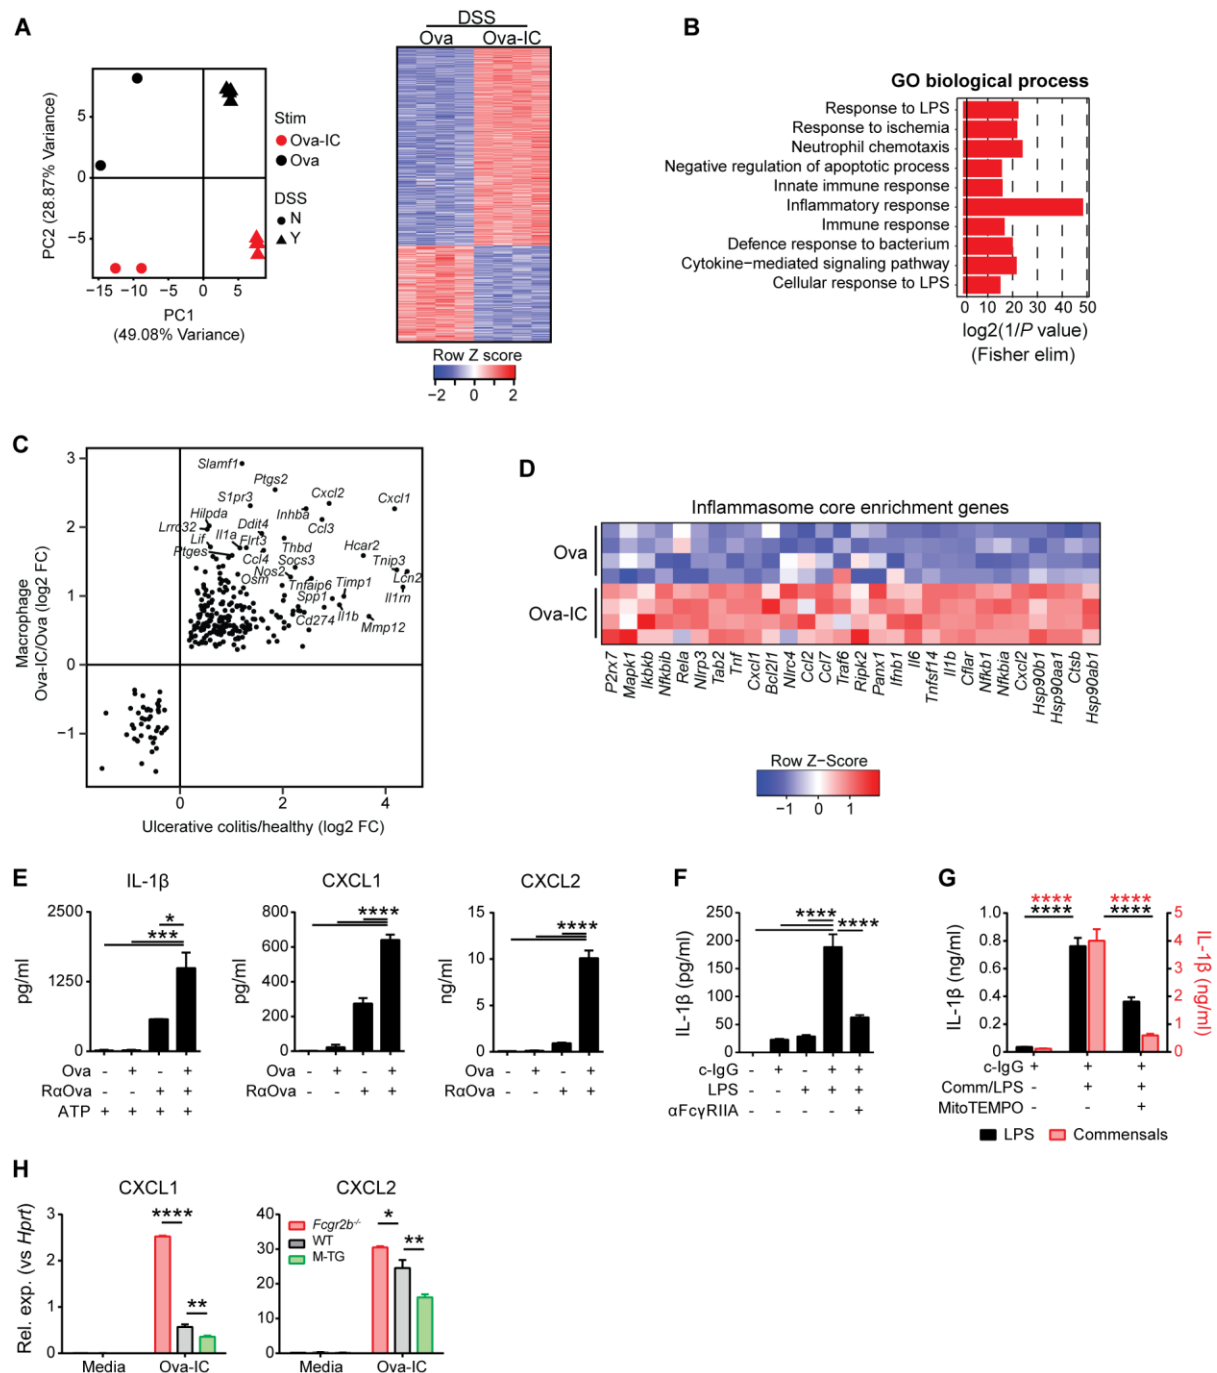 A
DSS
Ova Ova-IC
PC2 (28.87% Variance)
5
0
−5
−15 −10 −5 0 5
PC1
(49.08% Variance)
Stim
Ova-IC
Ova
DSS
N
Y
Row Z score
−2 0 2
B
GO biological process
Response to LPS
Response to ischemia
Neutrophil chemotaxis
Negative regulation of apoptotic process
Innate immune response
Inflammatory response
Immune response
Defence response to bacterium
Cytokine−mediated signaling pathway
Cellular response to LPS
0 10 20 30 40 50
log2(1/P value)
(Fisher elim)
C
Macrophage
Ova-IC/Ova (log2 FC)
3
2
1
0
−1
Slamf1
Ptgs2
S1pr3
Cxcl2
Cxcl1
Hilpda
Inhba
Lrrc32
Ddit4
Ccl3
Lif
Il1a
Flrt3
Thbd
Hcar2
Ptges
Ccl4
Socs3
Tnip3
Nos2
Osm
Tnfaip6
Timp1
Lcn2
Spp1
Il1rn
Cd274
Il1b
Mmp12
0 2 4
Ulcerative colitis/healthy (log2 FC)
D
Inflammasome core enrichment genes
Ova
Ova-IC
P2rx7
Mapk1
Ikbkb
Nfkbib
Rela
Nlrp3
Tab2
Tnf
Cxcl1
Bcl2l1
Nlrc4
Ccl2
Ccl7
Traf6
Ripk2
Panx1
Ifnb1
Il6
Tnfsf14
Il1b
Cflar
Nfkb1
Nfkbia
Cxcl2
Hsp90b1
Hsp90aa1
Ctsb
Hsp90ab1
Row Z−Score
−1 0 1
E
IL-1β
pg/ml
2500
1250
0
*
***
Ova - + - +
RαOva - - + +
ATP + + + +
CXCL1
pg/ml
800
600
400
200
0
****
Ova - + - +
RαOva - - + +
CXCL2
ng/ml
15
10
5
0
****
Ova - + - +
RαOva - - + +
F
IL-1β (pg/ml)
250
200
150
100
50
0
**** ****
c-IgG - + - + +
LPS - - + + +
αFcγRIIA - - - - +
G
IL-1β (ng/ml)
1.0
0.8
0.6
0.4
0.2
0
**** ****
**** ****
5
4
3
2
1
0
IL-1β (ng/ml)
c-IgG + + +
Comm/LPS - + +
MitoTEMPO - - +
LPS Commensals
H
CXCL1
Rel. exp. (vs Hprt)
3
2
1
0
****
**
Media Ova-IC
CXCL2
40
30
20
10
0
Fcgr2b-/-
WT
M-TG
*
**
Media Ova-IC